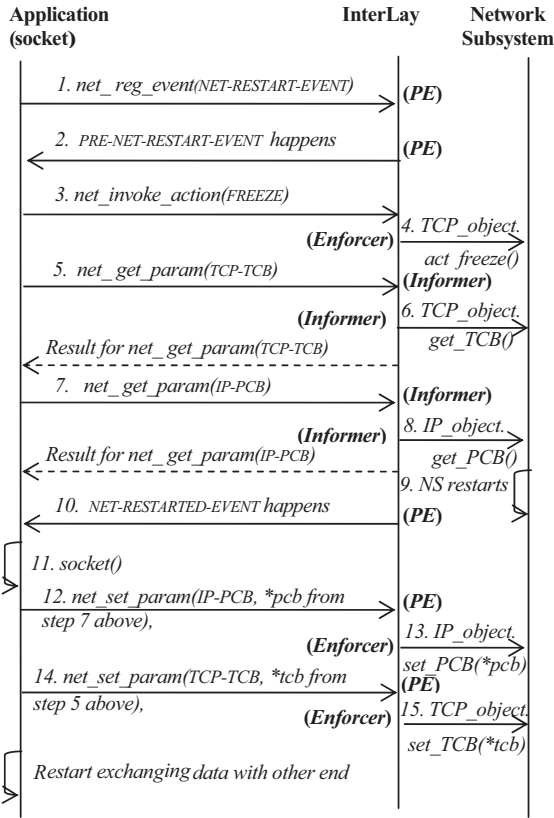 Application InterLay Network
(socket) Subsystem
1. net_reg_event(NET-RESTART-EVENT)
(PE)
2. PRE-NET-RESTART-EVENT happens
(PE)
3. net_invoke_action(FREEZE)
(Enforcer) 4. TCP_object.
act_freeze()
5. net_get_param(TCP-TCB)
(Informer)
(Informer) 6. TCP_object.
get_TCB()
Result for net_get_param(TCP-TCB)
7. net_get_param(IP-PCB)
(Informer)
(Informer) 8. IP_object.
get_PCB()
Result for net_get_param(IP-PCB)
9. NS restarts
10. NET-RESTARTED-EVENT happens
(PE)
11. socket()
12. net_set_param(IP-PCB, *pcb from
step 7 above),
(PE)
(Enforcer) 13. IP_object.
set_PCB(*pcb)
14. net_set_param(TCP-TCB, *tcb from
step 5 above),
(PE)
(Enforcer) 15. TCP_object.
set_TCB(*tcb)
Restart exchanging data with other end